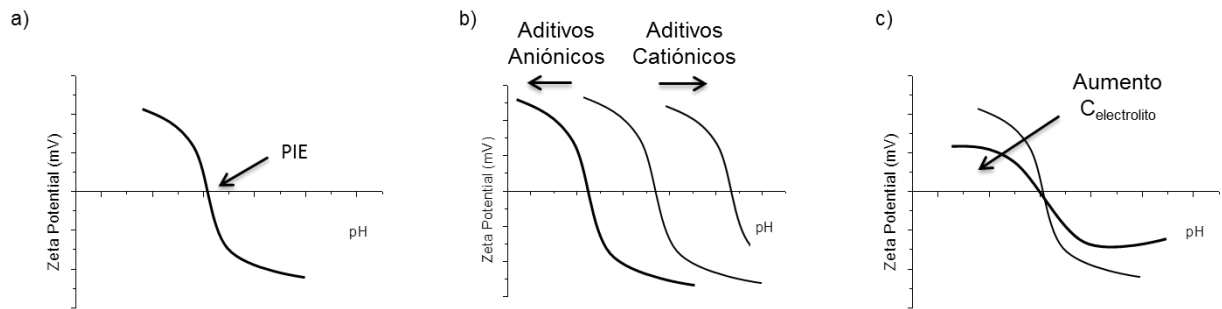 a)
Zeta Potential (mV)
PIE
pH
b)
Aditivos
Aniónicos
Aditivos
Catiónicos
Zeta Potential (mV)
pH
c)
Aumento
Celectrolito
Zeta Potential (mV)
pH